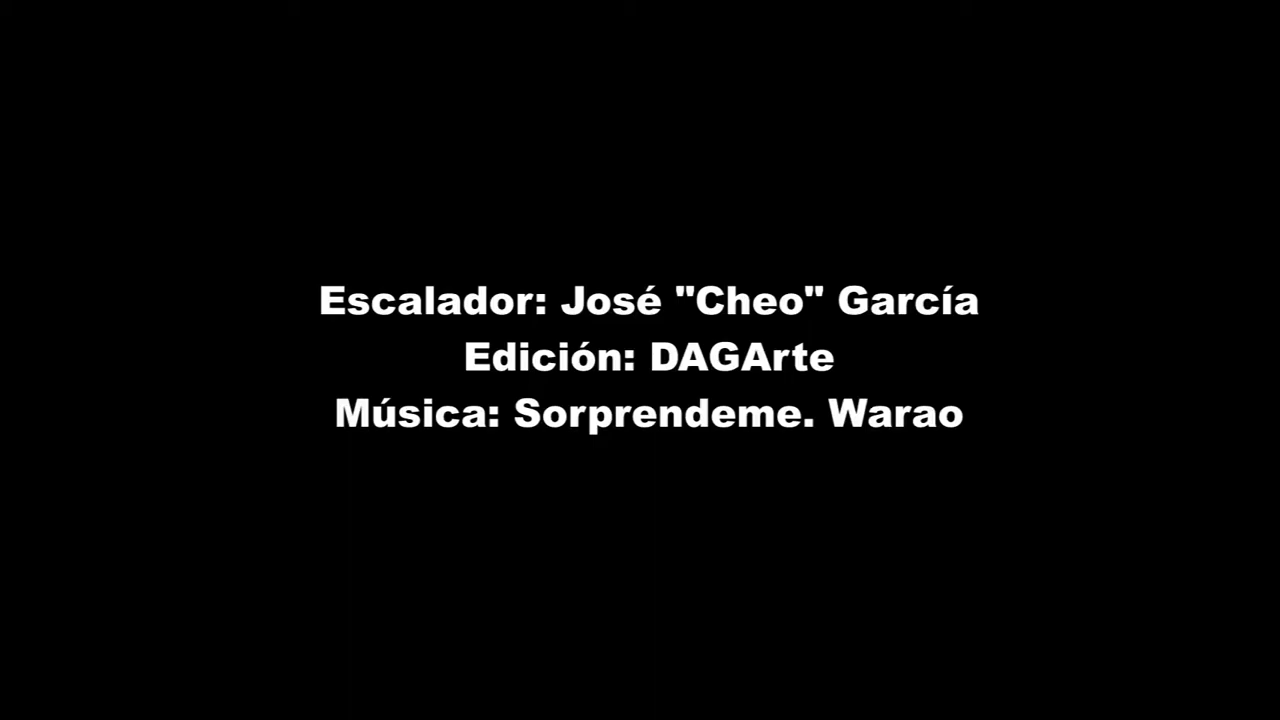 Escalador: José "Cheo" García
Edición: DAGArte
Música: Sorprendeme. Warao